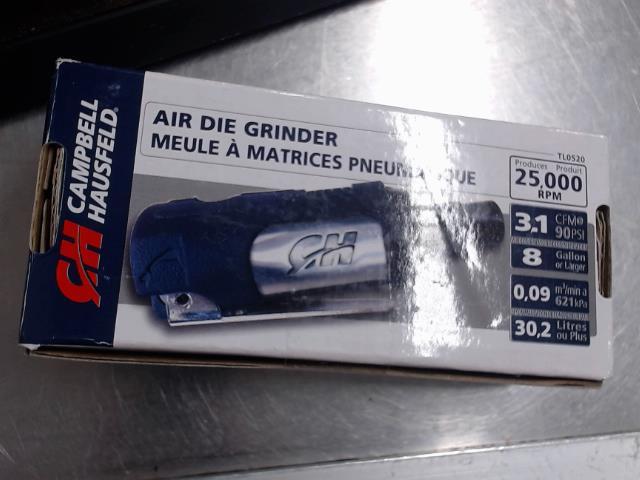 CAMPBELL
HAUSFELD®
CH
AIR DIE GRINDER
MEULE À MATRICES
TL0520
Produces Produit
25,000
RPM
3.1 CFM@
90PSI
8 Gallon
or Larger
0,09 m³/min à
621kPa
30,2 Litres
ou Plus
CH